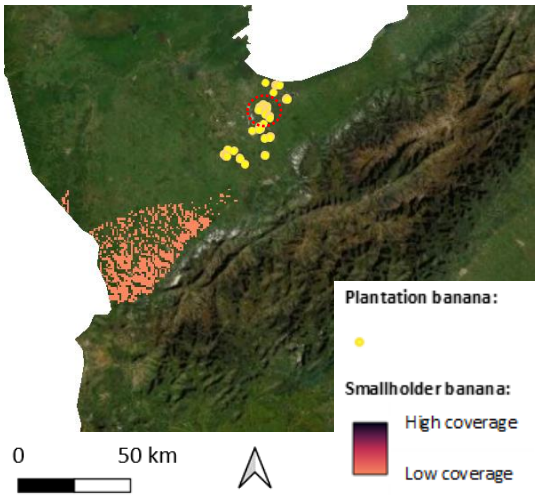 Plantation banana:
Smallholder banana:
High coverage
Low coverage
0 50 km